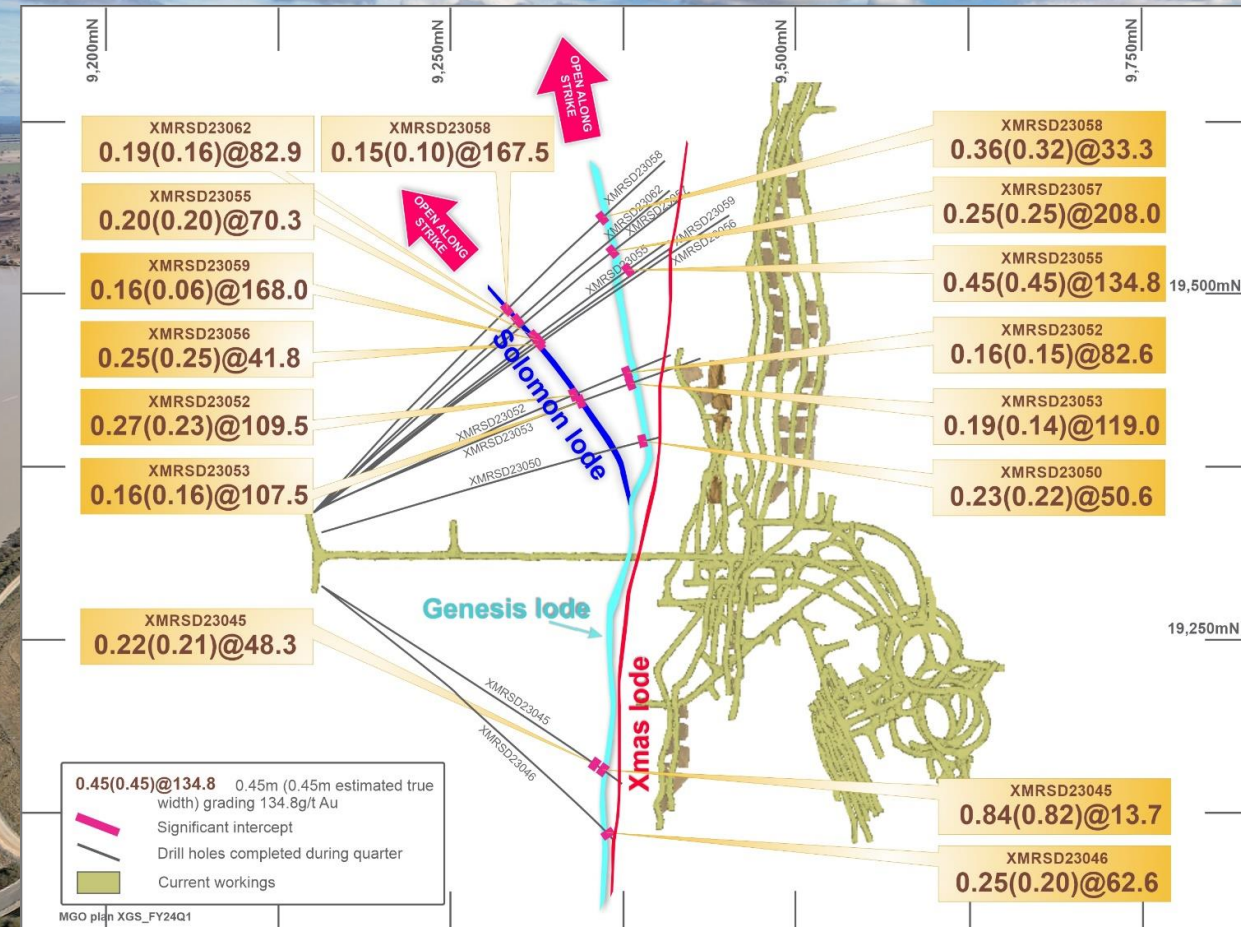 9,200mN
9,250mN
9,500mN
9,750mN
OPEN ALONG
STRIKE
XMRSD23062
0.19(0.16)@82.9
XMRSD23058
0.15(0.10)@167.5
XMRSD23058
0.36(0.32)@33.3
XMRSD23055
0.20(0.20)@70.3
OPEN ALONG
STRIKE
XMRSD23058
XMRSD23062
XMRSD23057
XMRSD23059
XMRSD23056
XMRSD23055
XMRSD23057
0.25(0.25)@208.0
XMRSD23059
0.16(0.06)@168.0
XMRSD23055
0.45(0.45)@134.8
19,500mN
XMRSD23056
0.25(0.25)@41.8
Solomon lode
XMRSD23052
0.16(0.15)@82.6
XMRSD23052
0.27(0.23)@109.5
XMRSD23052
XMRSD23053
XMRSD23053
0.19(0.14)@119.0
XMRSD23053
0.16(0.16)@107.5
XMRSD23050
XMRSD23050
0.23(0.22)@50.6
Genesis lode
19,250mN
XMRSD23045
0.22(0.21)@48.3
Xmas lode
XMRSD23045
XMRSD23046
0.45(0.45)@134.8 0.45m (0.45m estimated true
width) grading 134.8g/t Au
Significant intercept
Drill holes completed during quarter
Current workings
XMRSD23045
0.84(0.82)@13.7
XMRSD23046
0.25(0.20)@62.6
MGO plan XGS_FY24Q1